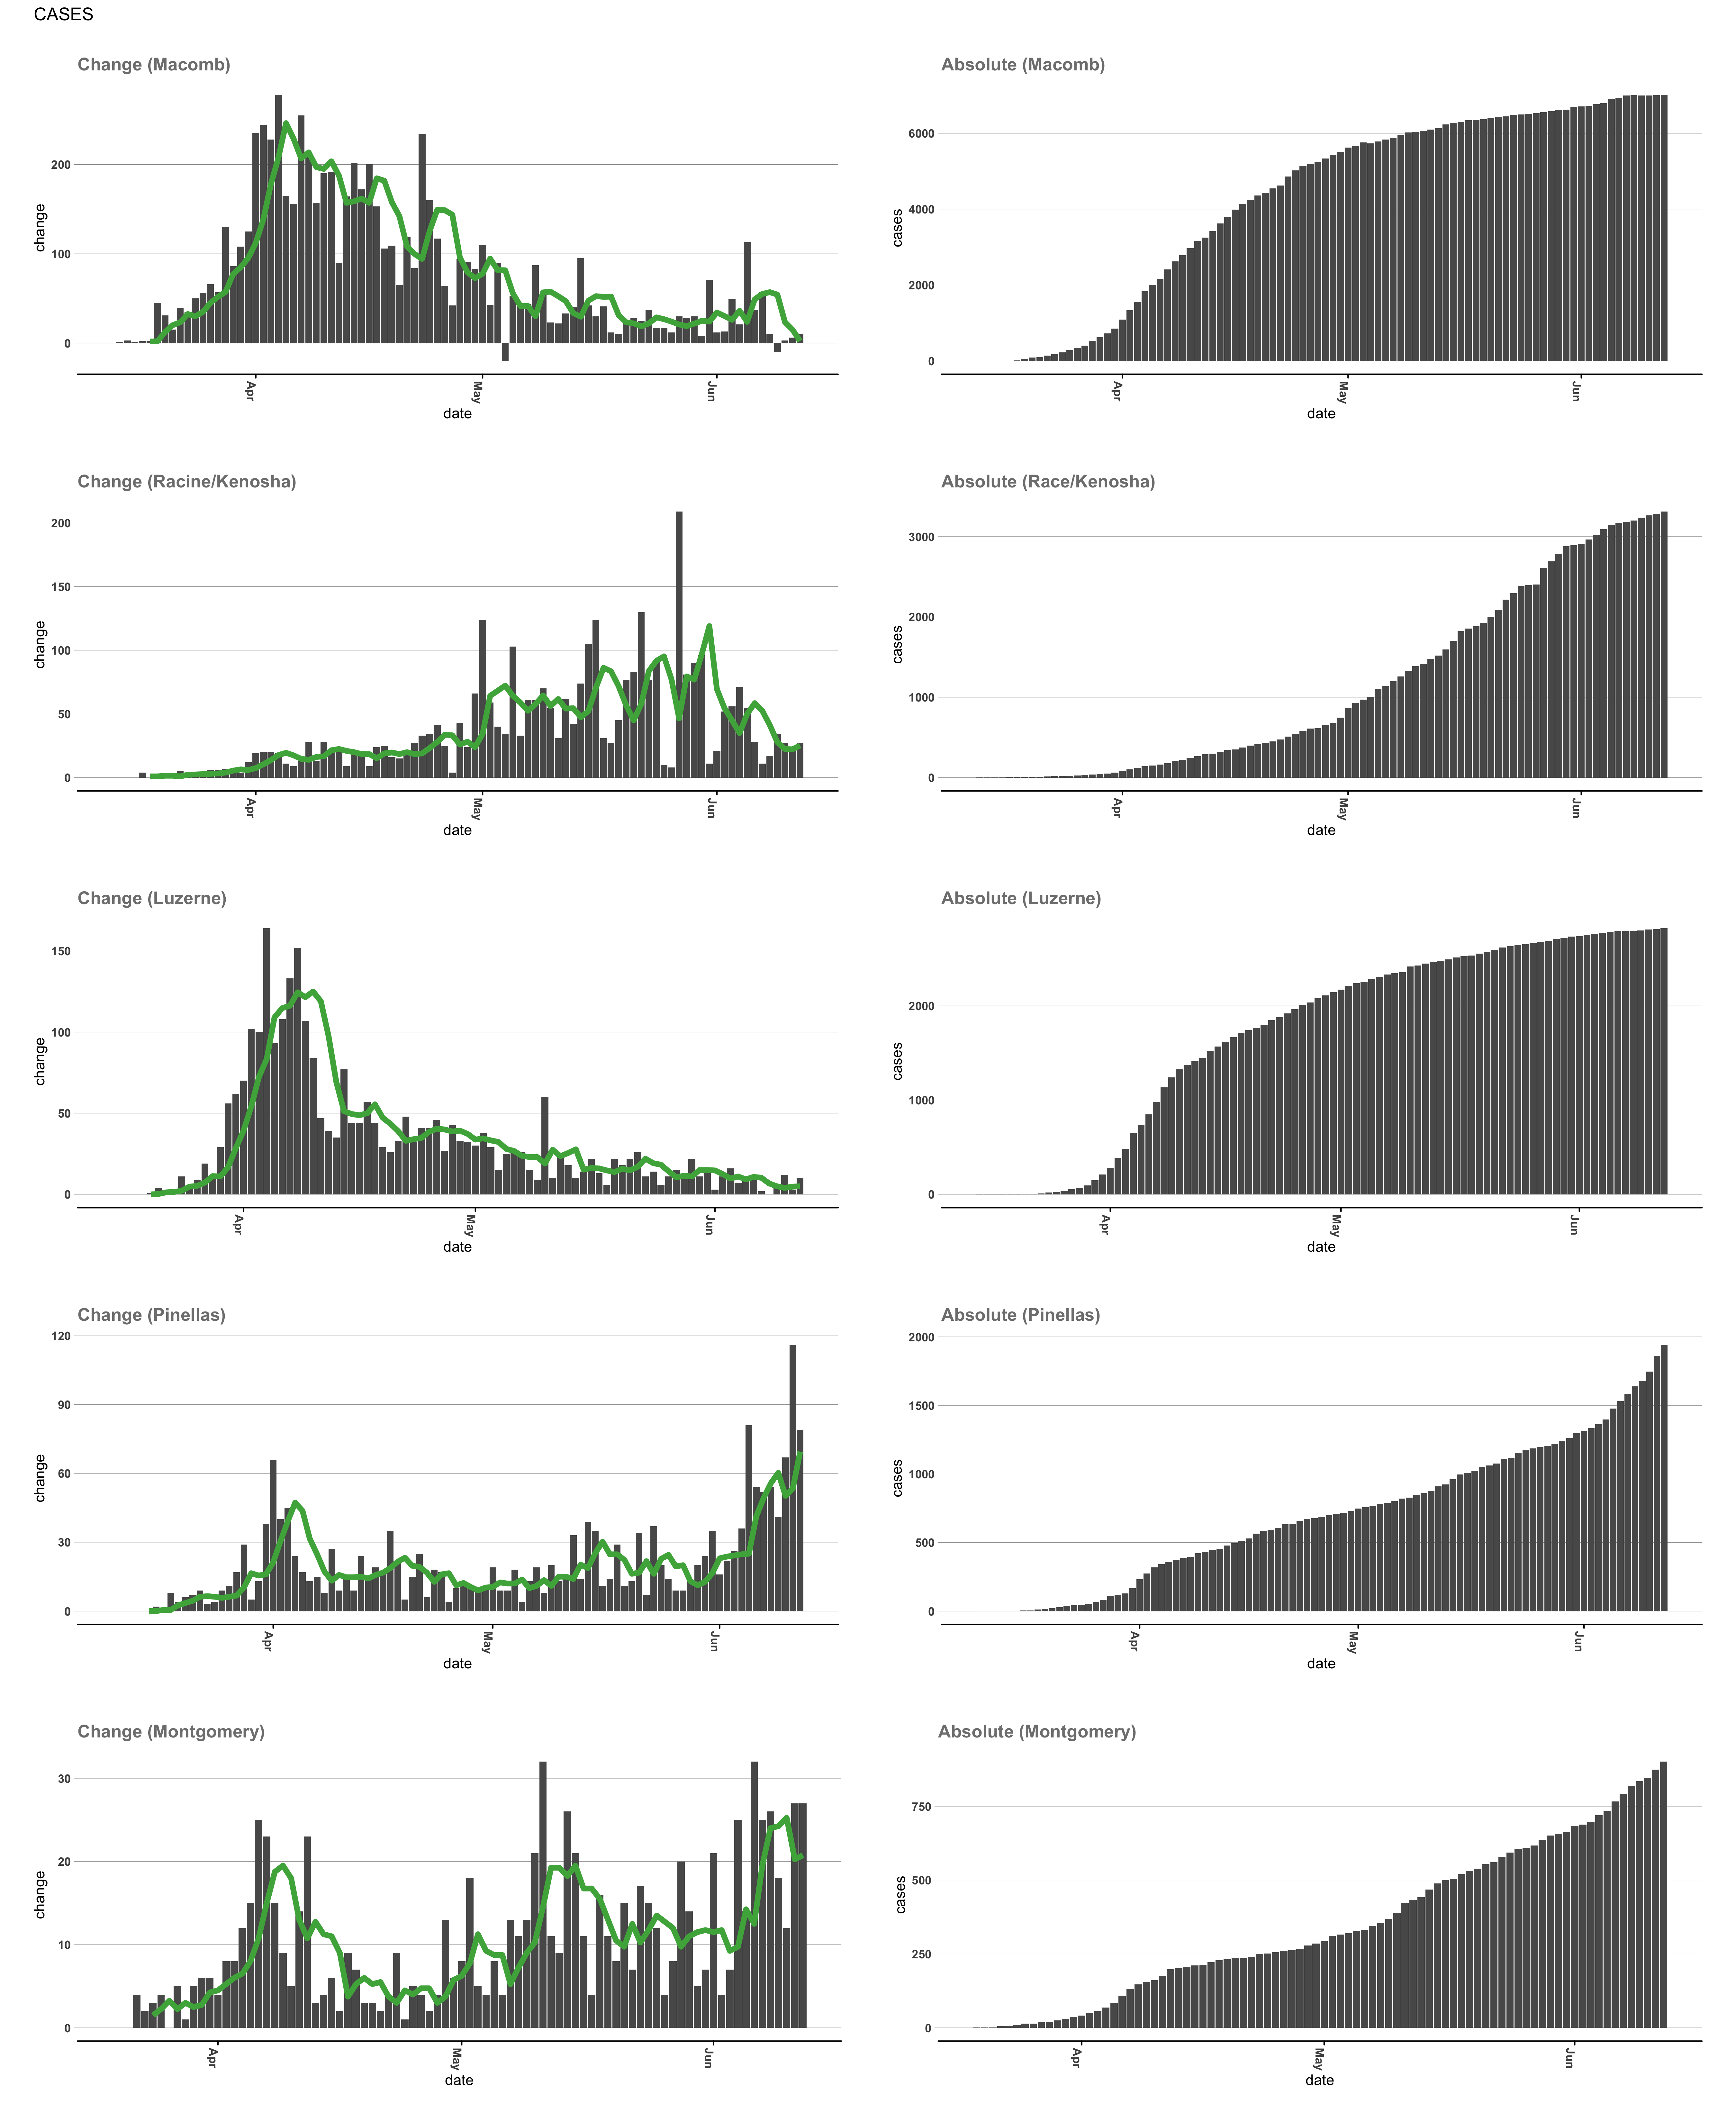 CASES
Change (Macomb)
200
100
0
change
Apr
May
Jun
date
Absolute (Macomb)
6000
4000
2000
0
cases
Apr
May
Jun
date
Change (Racine/Kenosha)
200
150
100
50
0
change
Apr
May
Jun
date
Absolute (Race/Kenosha)
3000
2000
1000
0
cases
Apr
May
Jun
date
Change (Luzerne)
150
100
50
0
change
Apr
May
Jun
date
Absolute (Luzerne)
2000
1000
0
cases
Apr
May
Jun
date
Change (Pinellas)
120
90
60
30
0
change
Apr
May
Jun
date
Absolute (Pinellas)
2000
1500
1000
500
0
cases
Apr
May
Jun
date
Change (Montgomery)
30
20
10
0
change
Apr
May
Jun
date
Absolute (Montgomery)
750
500
250
0
cases
Apr
May
Jun
date